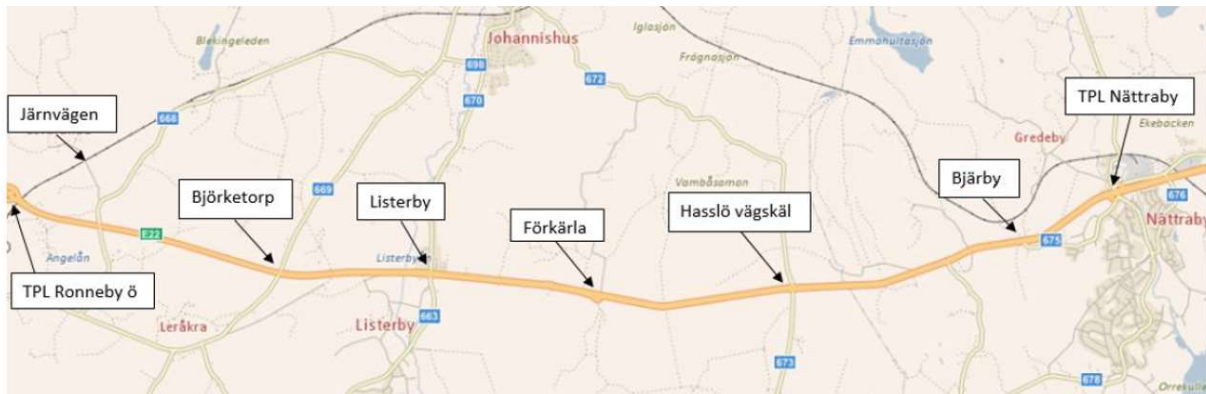 Blekingeleden
Johannishus
Iglasjön
Frågnasjön
Emmahultasjön
698
670
672
TPL Nättraby
Järnvägen
668
Gredeby
Ekebacken
Björketorp
669
Listerby
Förkärla
Vambåsamon
Hasslö vägskäl
Bjärby
676
Nättraby
E22
675
Angelån
Listerby
TPL Ronneby ö
Leråkra
Listerby
663
673
678